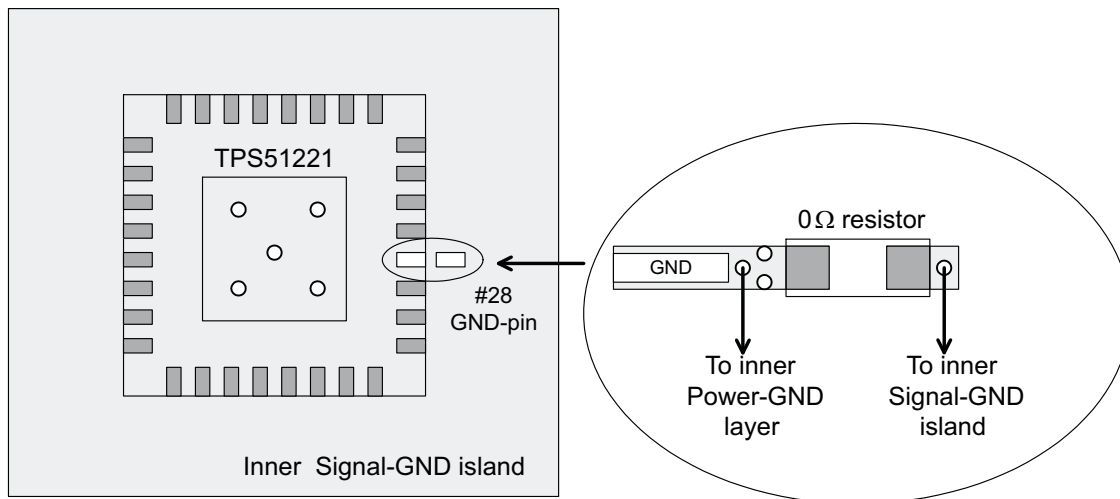 TPS51221
#28
GND-pin
Inner Signal-GND island
0Ω resistor
GND
To inner
Power-GND
layer
To inner
Signal-GND
island